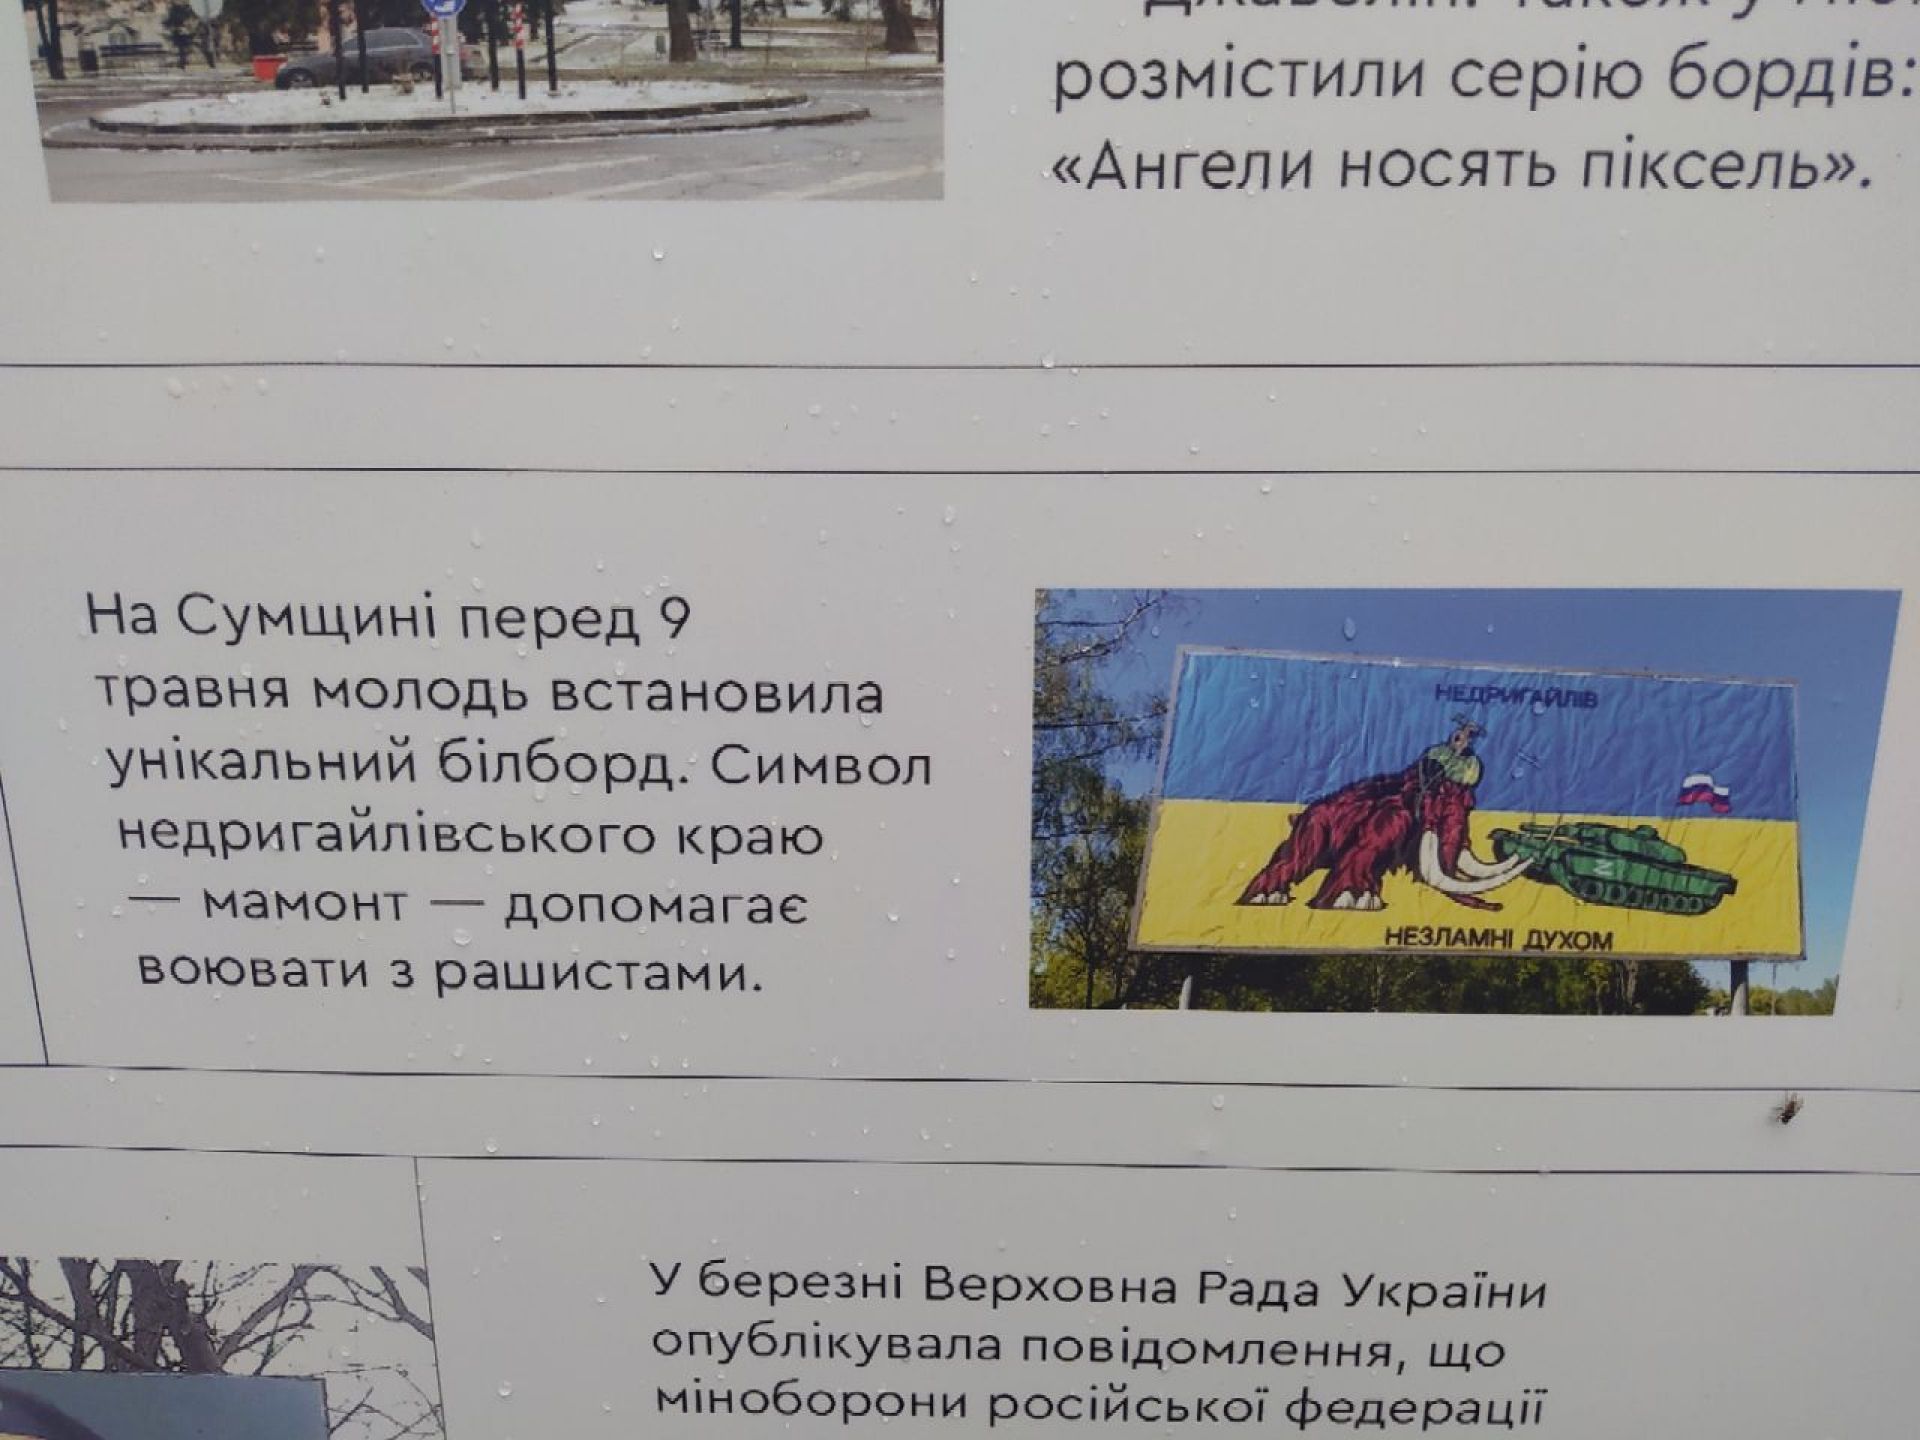 розмістили серію бордів:
«Ангели носять піксель».
На Сумщині перед 9
травня молодь встановила
унікальний білборд. Символ
недригайлівського краю
— мамонт — допомагає
воювати з рашистами.
НЕДРИГАЙЛІВ
Z
НЕЗЛАМНІ ДУХОМ
У березні Верховна Рада України
опублікувала повідомлення, що
міноборони російської федерації